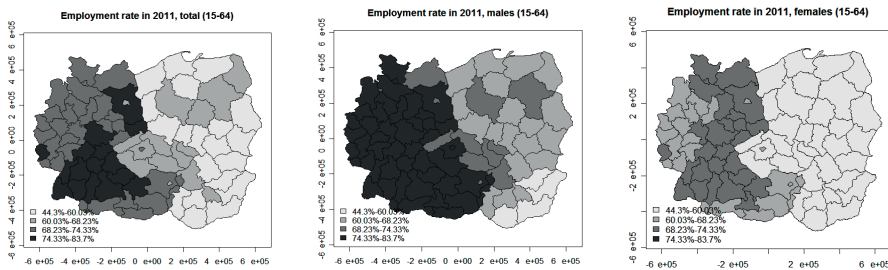 Employment rate in 2011, total (15-64)
6 e+05
4 e+05
2 e+05
e+00
0
-2 e+05
-4 e+05
-6
44.3%-60.03%
60.03%-68.23%
68.23%-74.33%
74.33%-83.7%
-6 e+05
-2 e+05
0 e+00
2 e+05
4 e+05
6 e+05
Employment rate in 2011, males (15-64)
6 e+05
4 e+05
2 e+05
e+00
0
-2 e+05
-4 e+05
-6
44.3%-60.03%
60.03%-68.23%
68.23%-74.33%
74.33%-83.7%
-6 e+05
-2 e+05
0 e+00
2 e+05
4 e+05
6 e+05
Employment rate in 2011, females (15-64)
6 e+05
4 e+05
2 e+05
e+00
0
-2 e+05
-4 e+05
-6
44.3%-60.03%
60.03%-68.23%
68.23%-74.33%
74.33%-83.7%
-6 e+05
-2 e+05
2 e+05
6 e+05